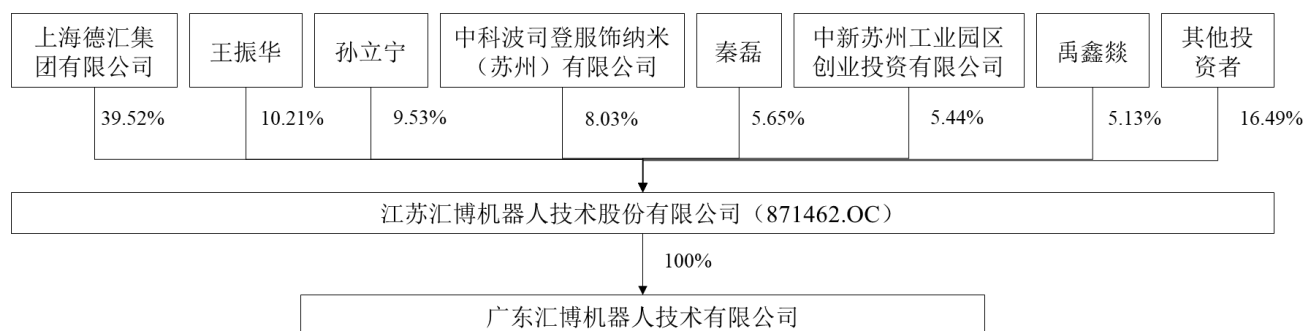 上海德汇集
团有限公司
王振华
孙立宁
中科波司登服饰纳米
（苏州）有限公司
秦磊
中新苏州工业园区
创业投资有限公司
禹鑫燚
其他投
资者
39.52%
10.21%
9.53%
8.03%
5.65%
5.44%
5.13%
16.49%
江苏汇博机器人技术股份有限公司（871462.OC）
100%
广东汇博机器人技术有限公司